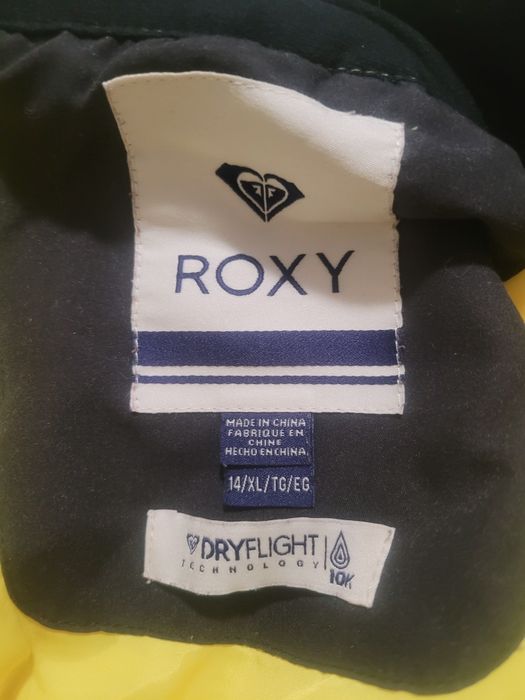 ROXY
MADE IN CHINA
FABRIQUE EN
CHINE
HECHO EN CHINA
14/XL/TG/EG
DRYFLIGHT
TECHNOLOGY
10K